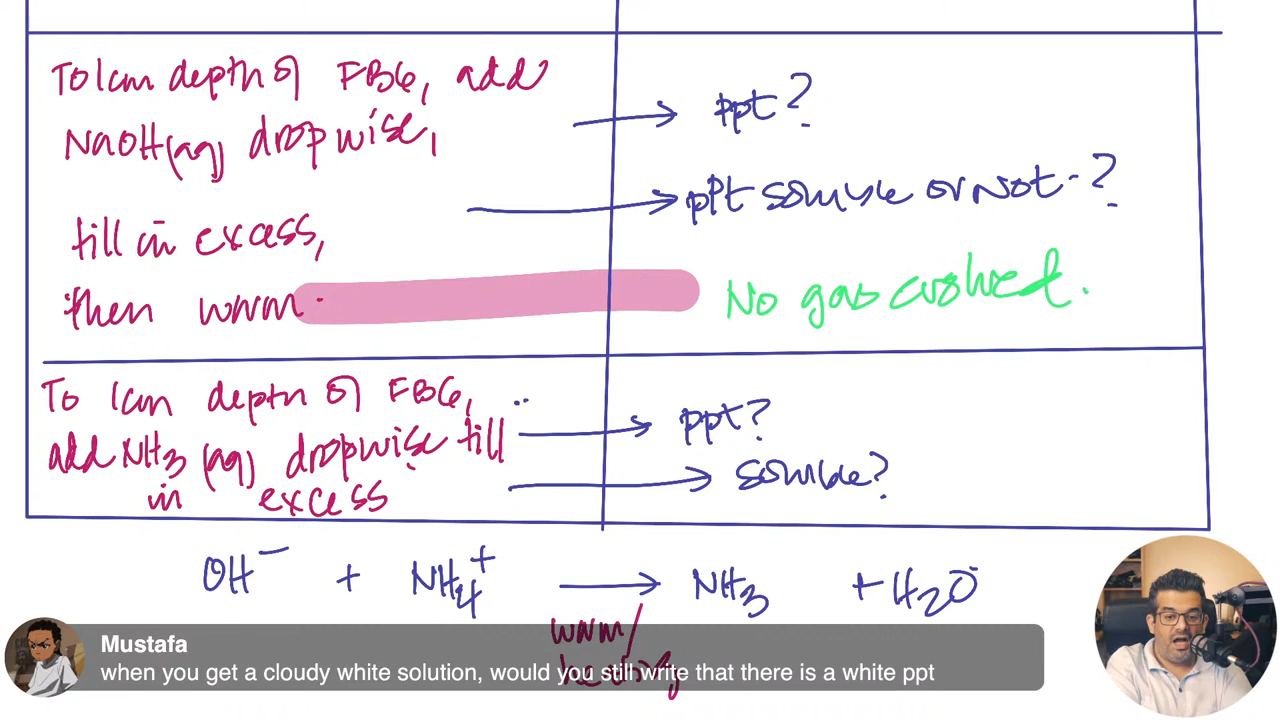 To 1cm depth of FB6, add
NaOH(aq) dropwise,
till in excess,
then warm.
ppt?
ppt soluble or Not-?
No gas evolved.
To 1cm depth of FB6,
add NH3 (aq) dropwise till
in excess
ppt?
soluble?
OH⁻ + NH4⁺ → NH3 + H2O
warm/
heating
Mustafa
when you get a cloudy white solution, would you still write that there is a white ppt